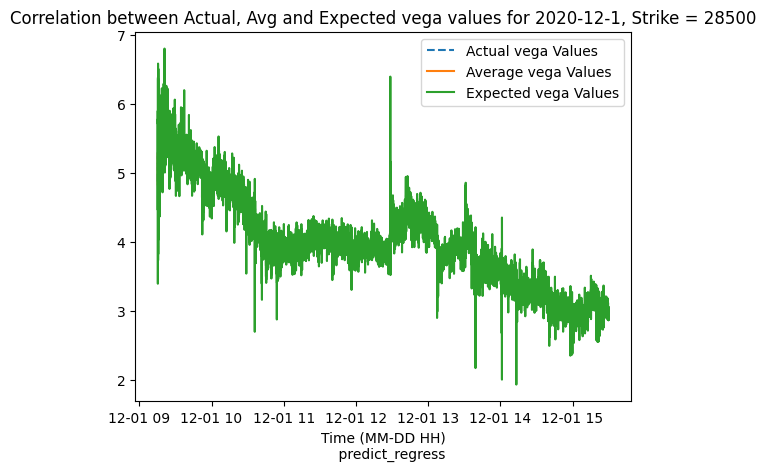 Correlation between Actual, Avg and Expected vega values for 2020-12-1, Strike = 28500
7
6
5
4
3
2
Actual vega Values
Average vega Values
Expected vega Values
12-01 09 12-01 10 12-01 11 12-01 12 12-01 13 12-01 14 12-01 15
Time (MM-DD HH)
predict_regress